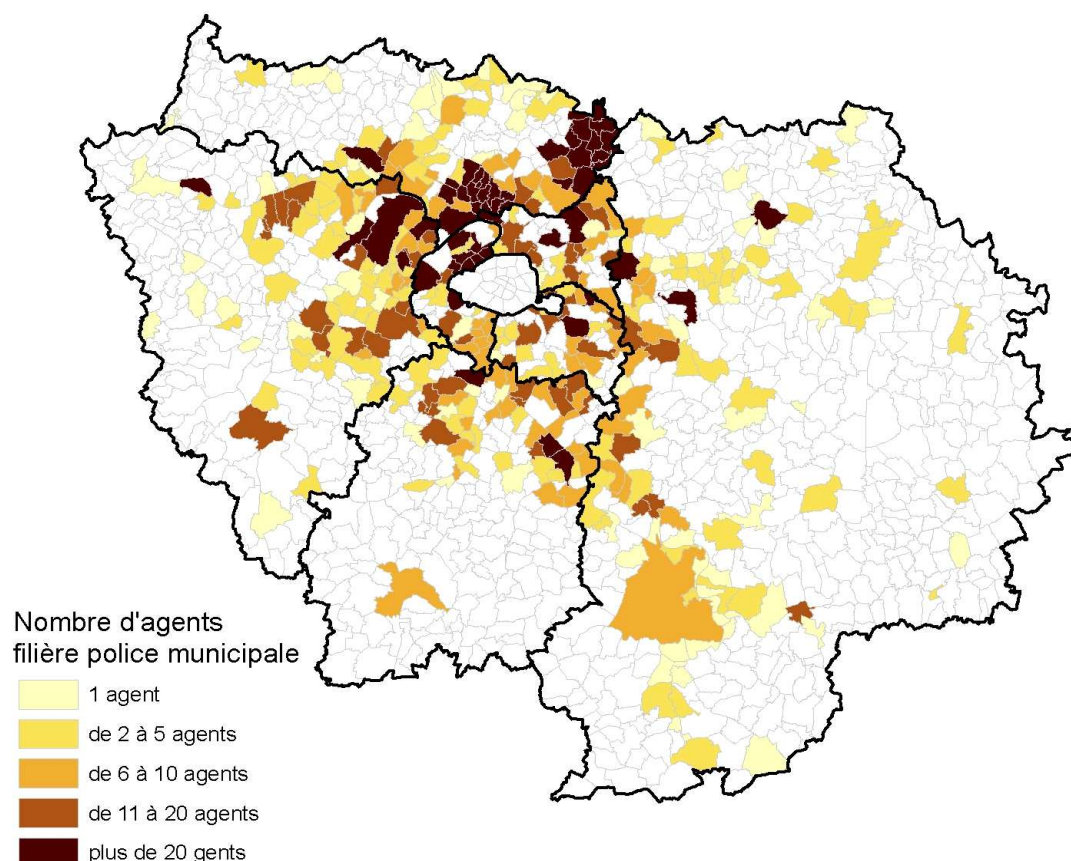 Nombre d'agents
filière police municipale
1 agent
de 2 à 5 agents
de 6 à 10 agents
de 11 à 20 agents
plus de 20 gents